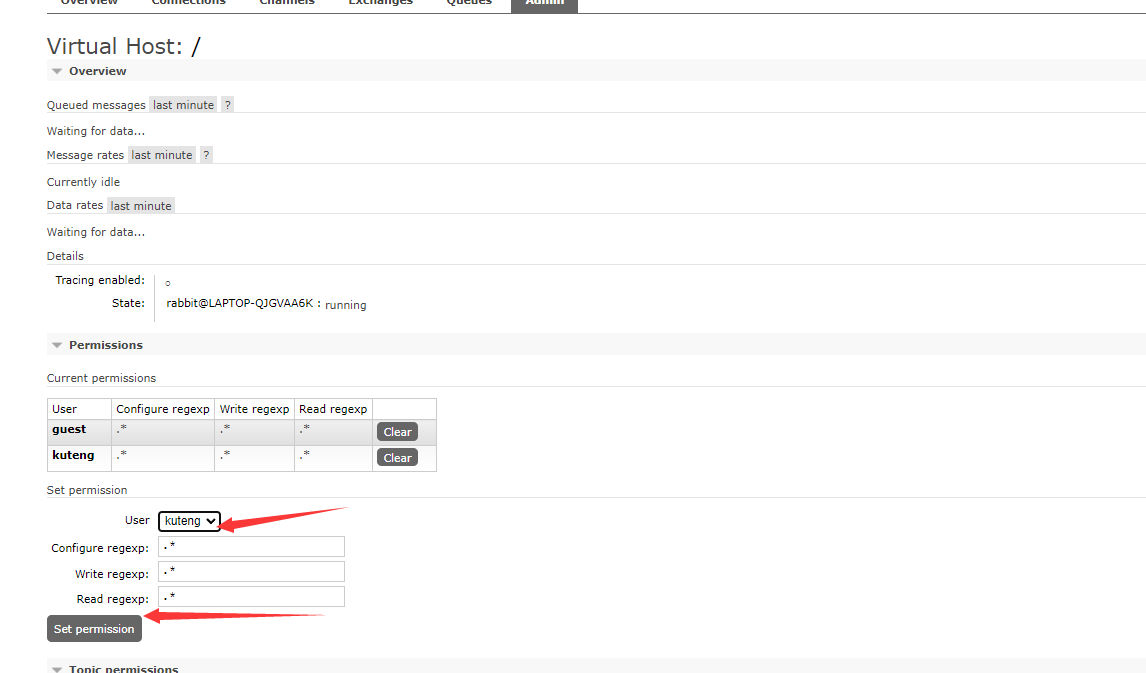 Overview Connections Channels Exchanges Queues Admin
Virtual Host: /
Overview
Queued messages last minute ?
Waiting for data...
Message rates last minute ?
Currently idle
Data rates last minute
Waiting for data...
Details
Tracing enabled: ○
State: rabbit@LAPTOP-QJGVAA6K : running
Permissions
Current permissions
User Configure regexp Write regexp Read regexp
guest .* .* .* Clear
kuteng .* .* .* Clear
Set permission
User kuteng
Configure regexp: .*
Write regexp: .*
Read regexp: .*
Set permission
Topic permissions